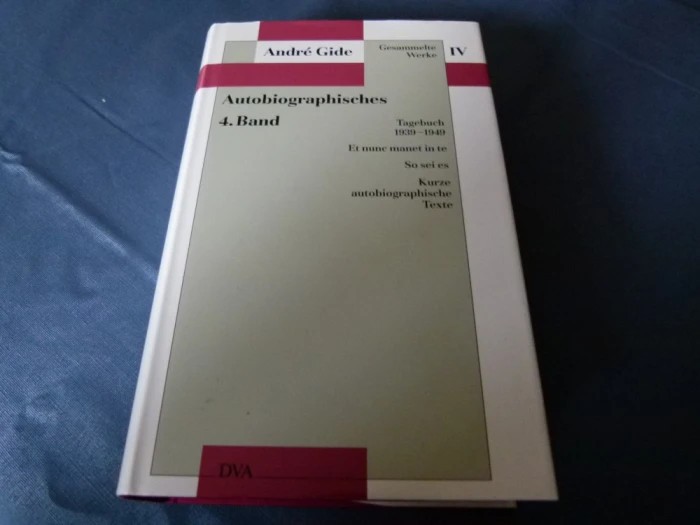 André Gide
Gesammelte
Werke
IV
Autobiographisches
4. Band
Tagebuch
1939–1949
Et nunc manet in te
So sei es
Kurze
autobiographische
Texte
DVA